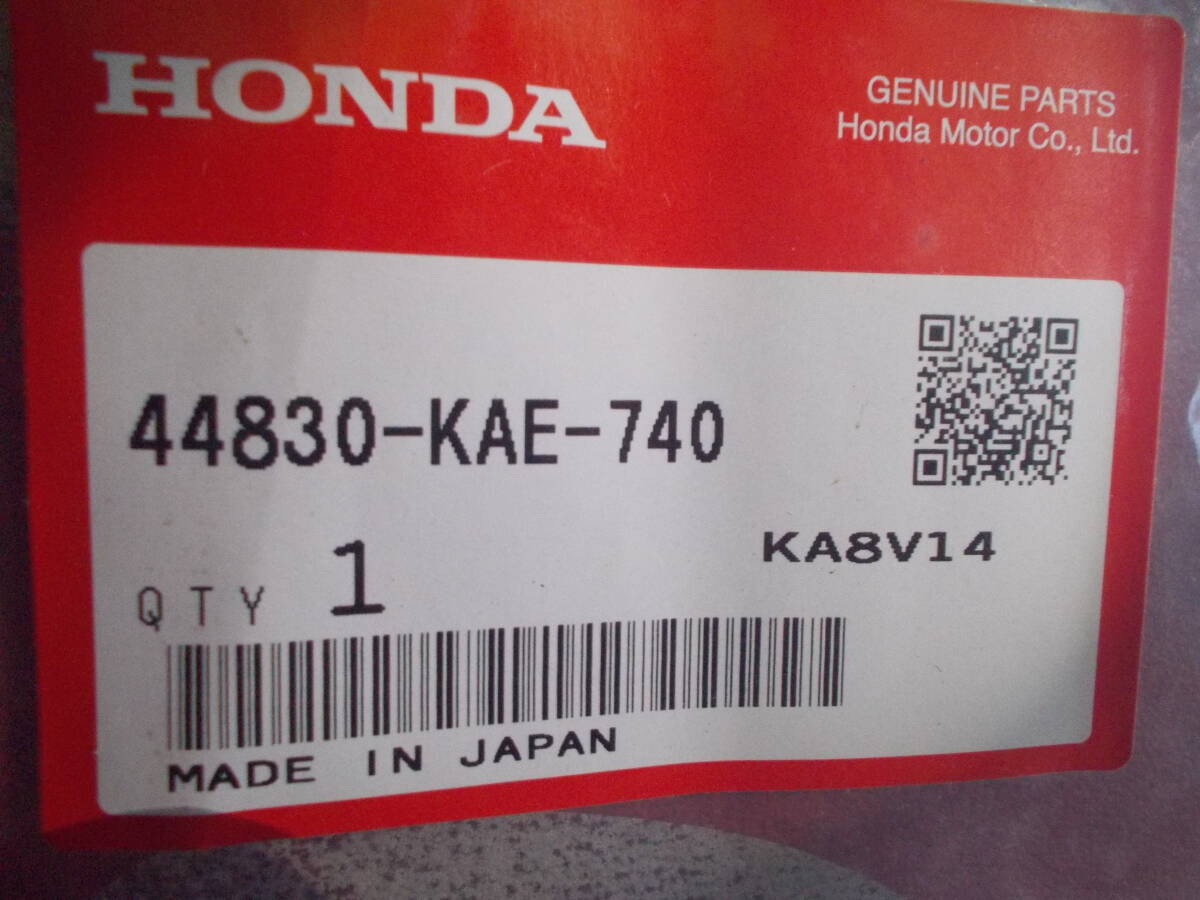 HONDA
GENUINE PARTS
Honda Motor Co., Ltd.
44830-KAE-740
KA8V14
QTY 1
MADE IN JAPAN